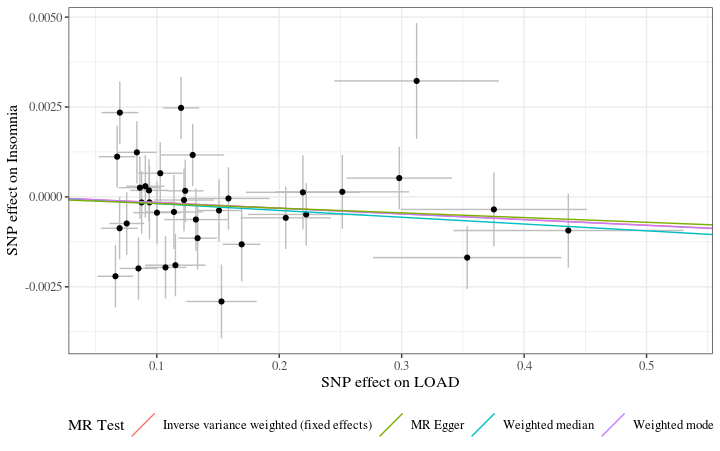 0.0050
0.0025
0.0000
-0.0025
SNP effect on Insomnia
0.1 0.2 0.3 0.4 0.5
SNP effect on LOAD
MR Test Inverse variance weighted (fixed effects) MR Egger Weighted median Weighted mode